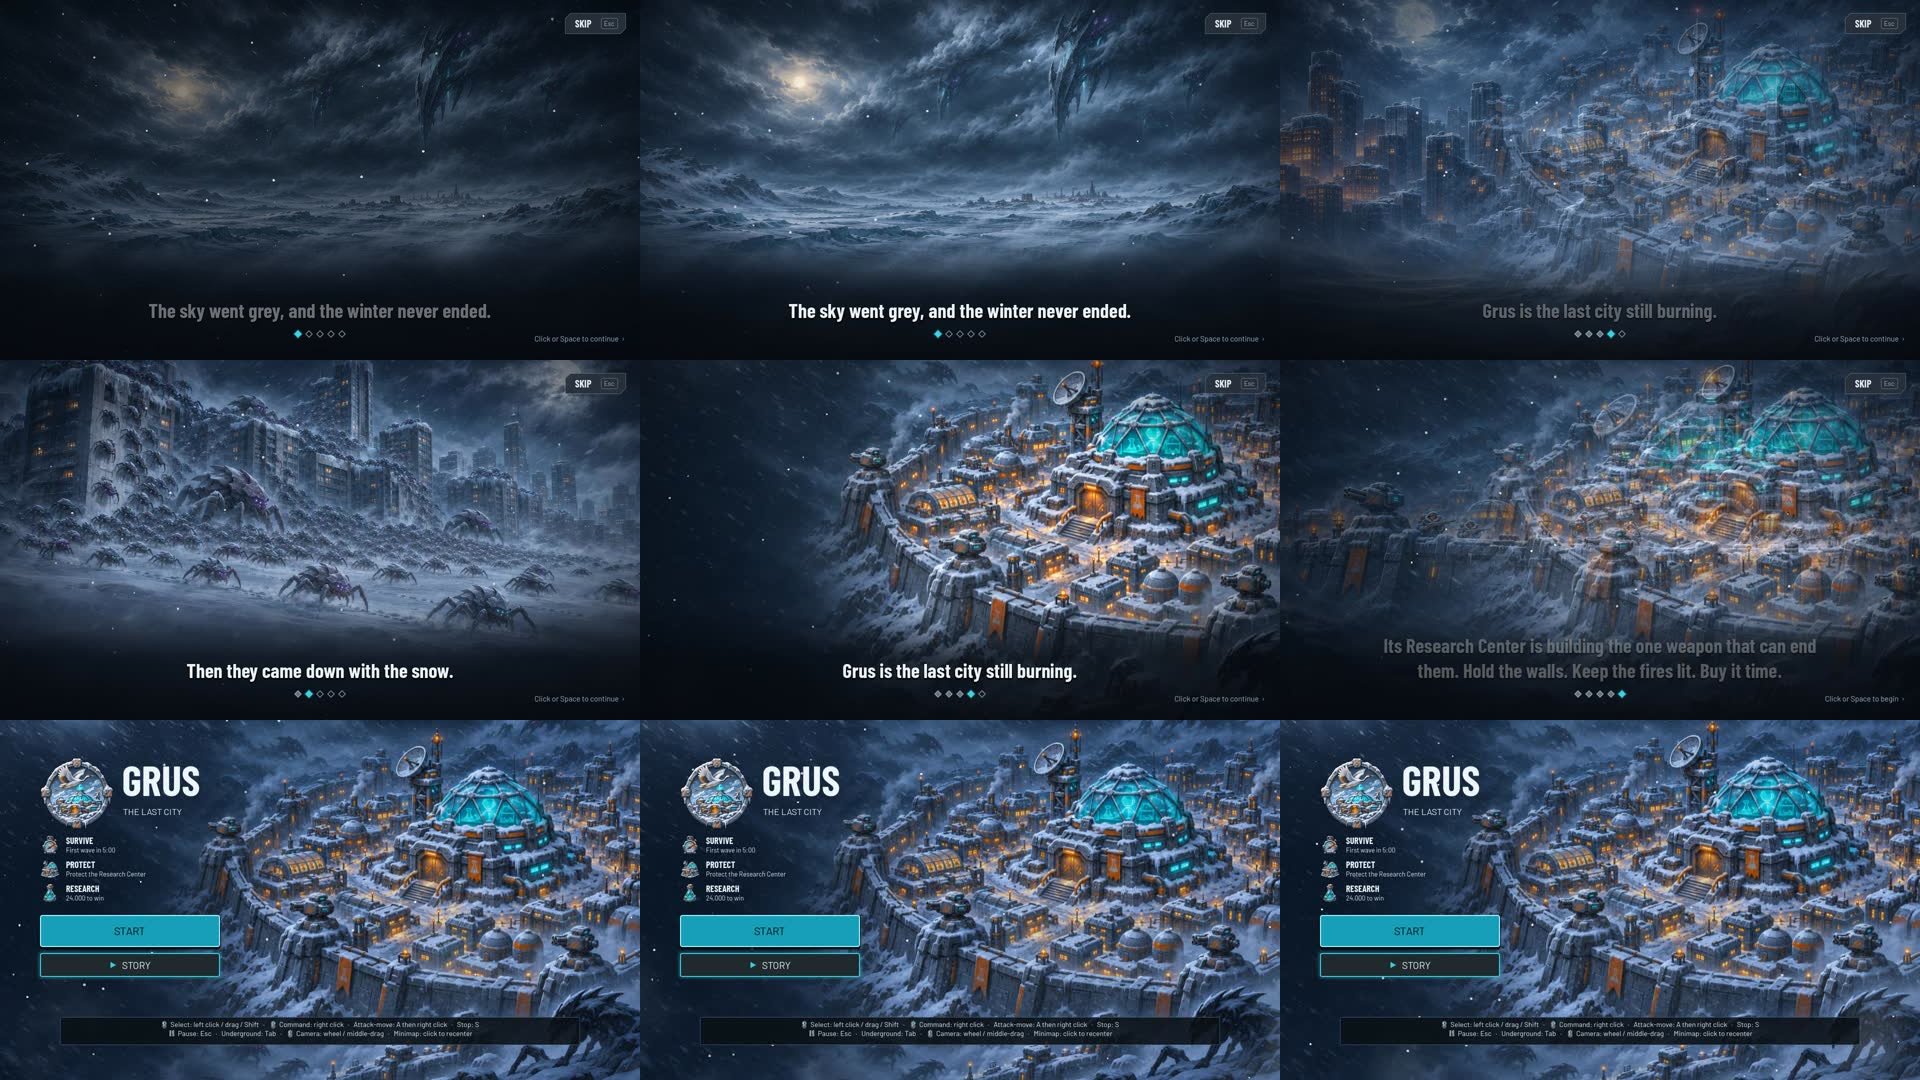 SKIP Esc
The sky went grey, and the winter never ended.
Click or Space to continue ›
SKIP Esc
The sky went grey, and the winter never ended.
Click or Space to continue ›
SKIP Esc
Grus is the last city still burning.
Click or Space to continue ›
SKIP Esc
Then they came down with the snow.
Click or Space to continue ›
SKIP Esc
Grus is the last city still burning.
Click or Space to continue ›
SKIP Esc
Its Research Center is building the one weapon that can end
them. Hold the walls. Keep the fires lit. Buy it time.
Click or Space to begin ›
GRUS
THE LAST CITY
SURVIVE
First wave in 5:00
PROTECT
Protect the Research Center
RESEARCH
24,000 to win
START
STORY
Select: left click / drag / Shift · Command: right click · Attack-move: A then right click · Stop: S
Pause: Esc · Underground: Tab · Camera: wheel / middle-drag · Minimap: click to recenter
GRUS
THE LAST CITY
SURVIVE
First wave in 5:00
PROTECT
Protect the Research Center
RESEARCH
24,000 to win
START
STORY
Select: left click / drag / Shift · Command: right click · Attack-move: A then right click · Stop: S
Pause: Esc · Underground: Tab · Camera: wheel / middle-drag · Minimap: click to recenter
GRUS
THE LAST CITY
SURVIVE
First wave in 5:00
PROTECT
Protect the Research Center
RESEARCH
24,000 to win
START
STORY
Select: left click / drag / Shift · Command: right click · Attack-move: A then right click · Stop: S
Pause: Esc · Underground: Tab · Camera: wheel / middle-drag · Minimap: click to recenter